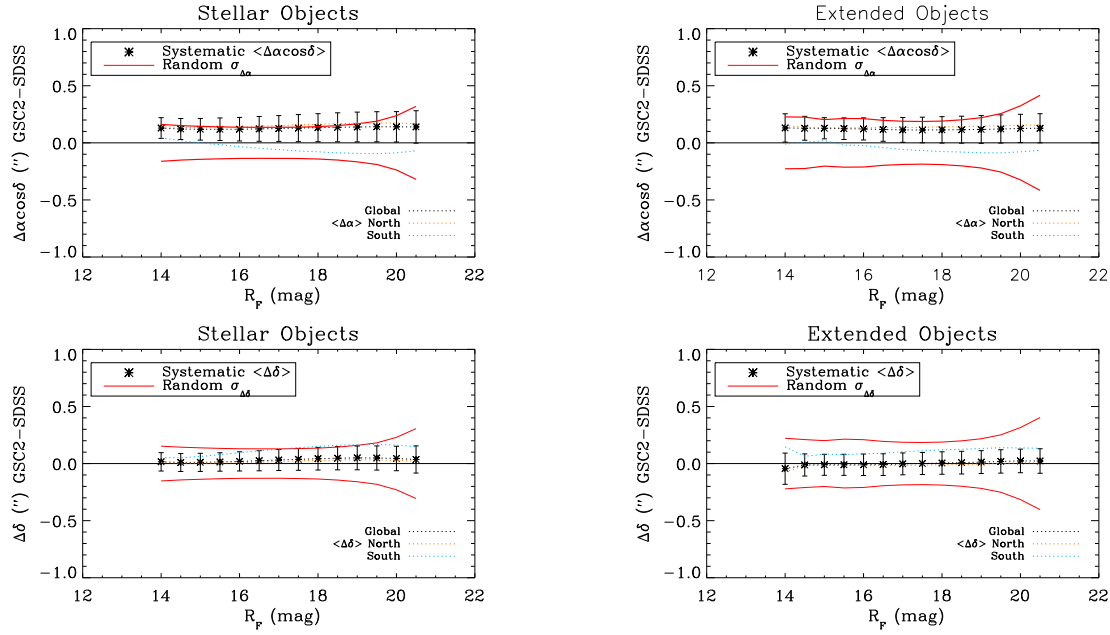 Stellar Objects
Δαcosδ (″) GSC2−SDSS
1.0
0.5
0.0
−0.5
−1.0
Systematic <Δαcosδ>
Random σΔα
Global
<Δα> North
South
12 14 16 18 20 22
R_F (mag)
Extended Objects
Δαcosδ (″) GSC2−SDSS
1.0
0.5
0.0
−0.5
−1.0
Systematic <Δαcosδ>
Random σΔα
Global
<Δα> North
South
12 14 16 18 20 22
R_F (mag)
Stellar Objects
Δδ (″) GSC2−SDSS
1.0
0.5
0.0
−0.5
−1.0
Systematic <Δδ>
Random σΔδ
Global
<Δδ> North
South
12 14 16 18 20 22
R_F (mag)
Extended Objects
Δδ (″) GSC2−SDSS
1.0
0.5
0.0
−0.5
−1.0
Systematic <Δδ>
Random σΔδ
Global
<Δδ> North
South
12 14 16 18 20 22
R_F (mag)